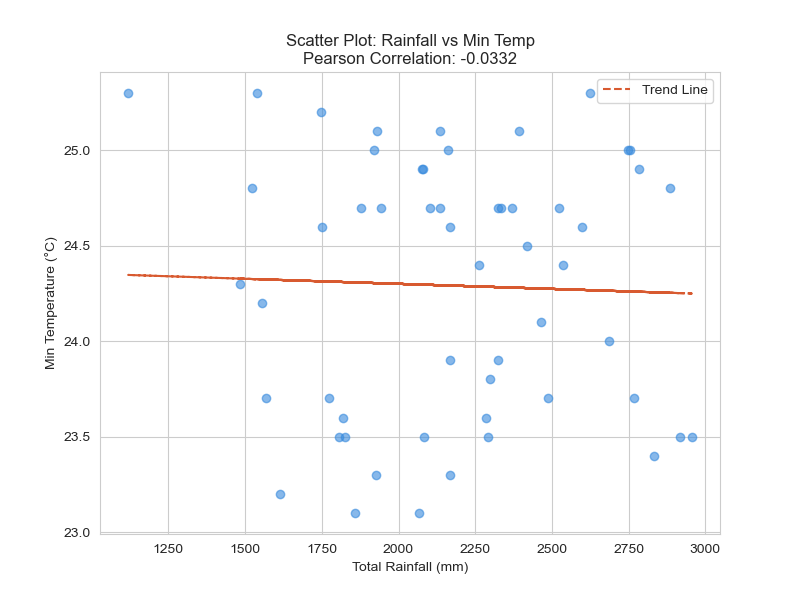 Scatter Plot: Rainfall vs Min Temp
Pearson Correlation: -0.0332
Trend Line
Min Temperature (°C)
25.0
24.5
24.0
23.5
23.0
1250 1500 1750 2000 2250 2500 2750 3000
Total Rainfall (mm)